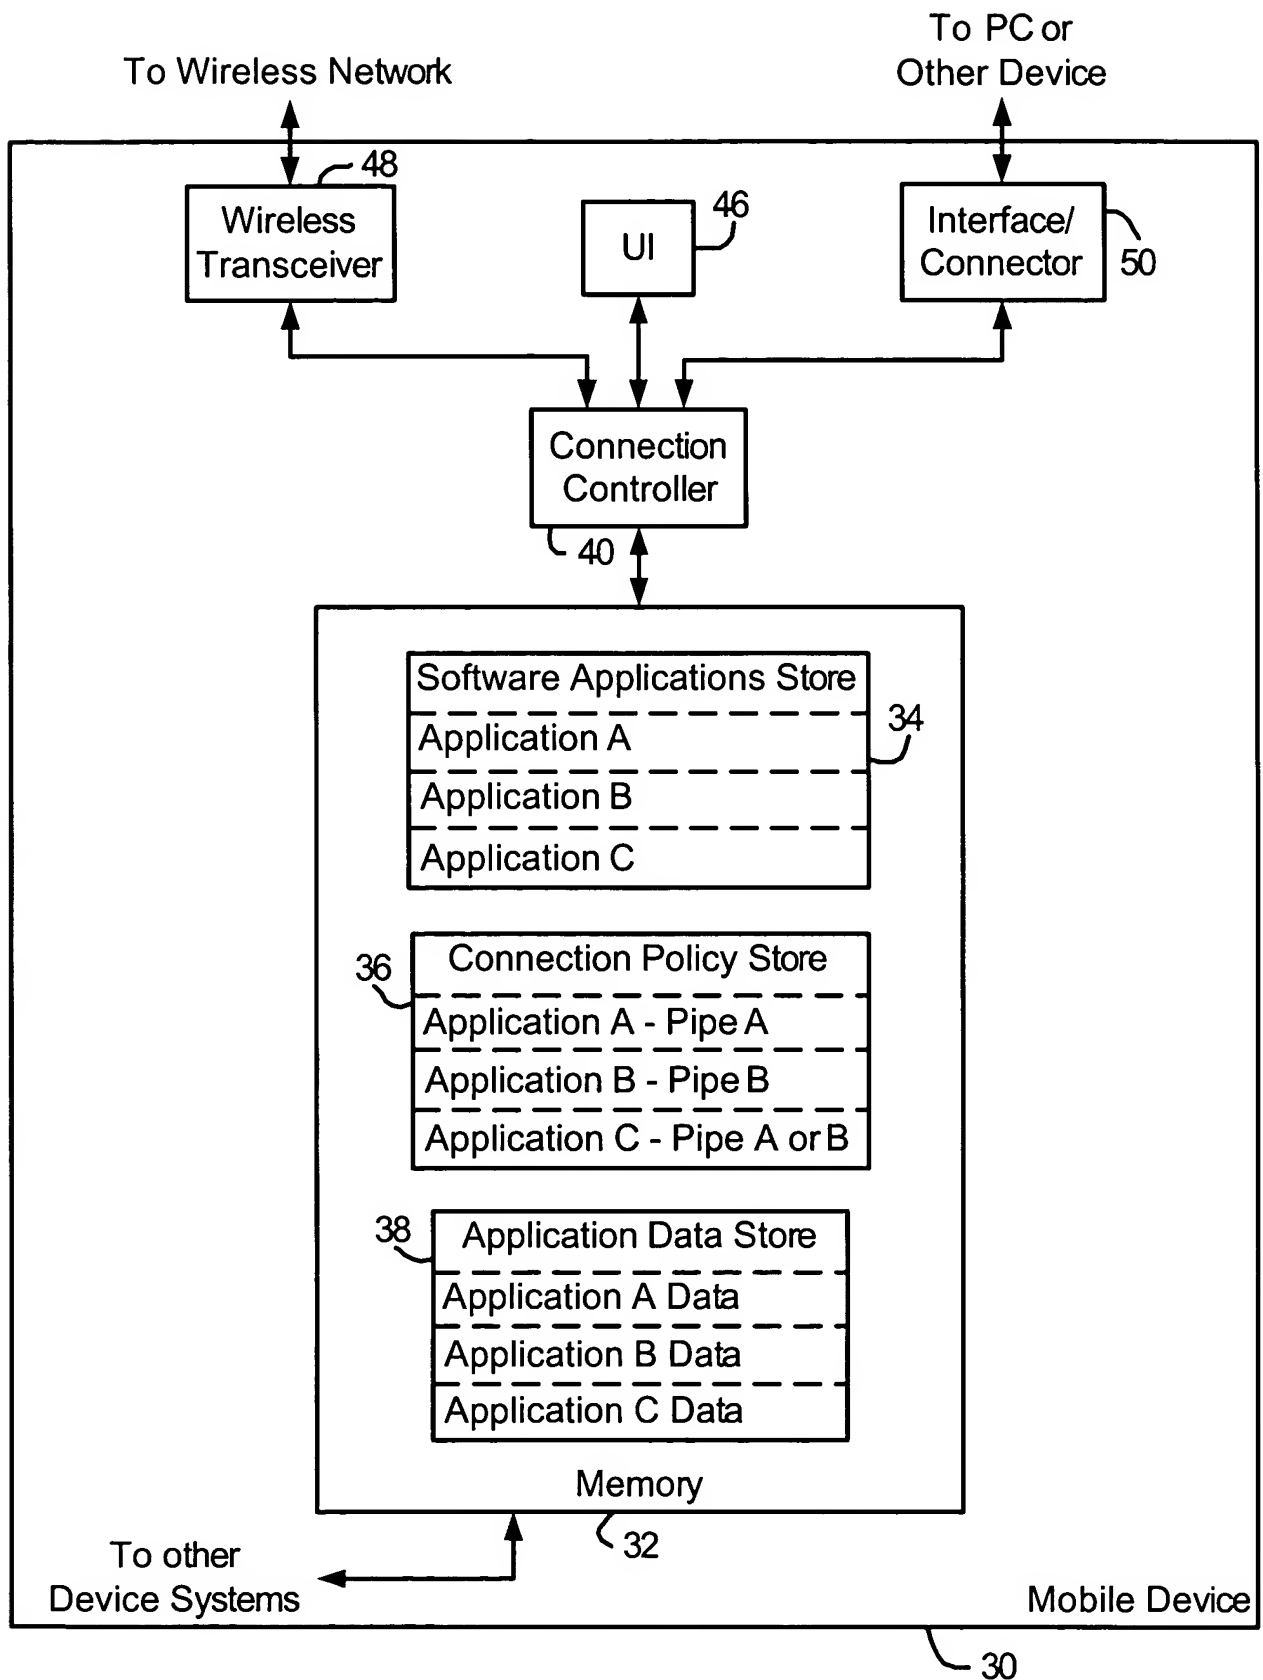 To PC or
Other Device
To Wireless Network
48
Wireless
Transceiver
46
UI
Interface/
Connector
50
Connection
Controller
40
Software Applications Store
34
Application A
Application B
Application C
Connection Policy Store
36
Application A - Pipe A
Application B - Pipe B
Application C - Pipe A or B
38
Application Data Store
Application A Data
Application B Data
Application C Data
Memory
32
To other
Device Systems
Mobile Device
30